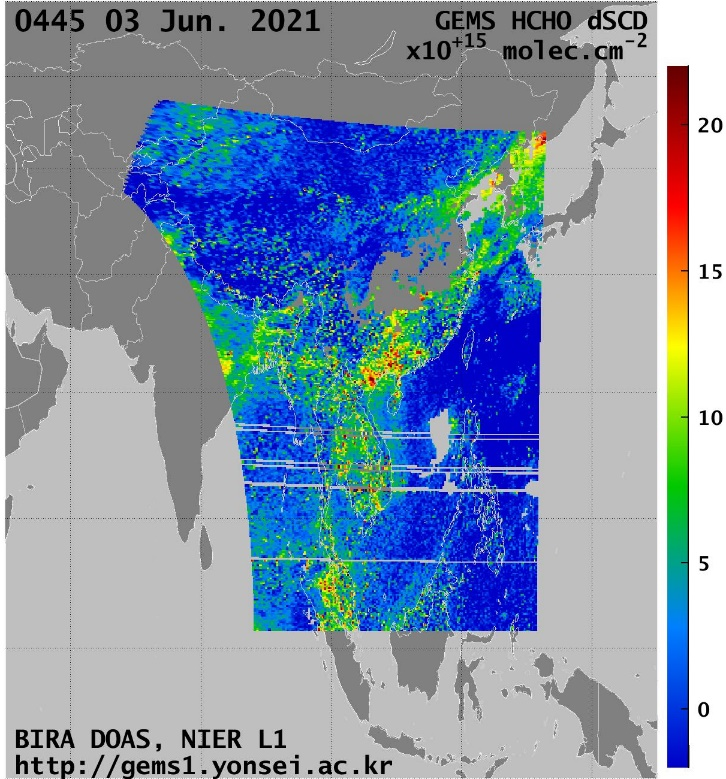 0445 03 Jun. 2021
GEMS HCHO dSCD
x10+15 molec.cm-2
20
15
10
5
0
BIRA DOAS, NIER L1
http://gems1.yonsei.ac.kr